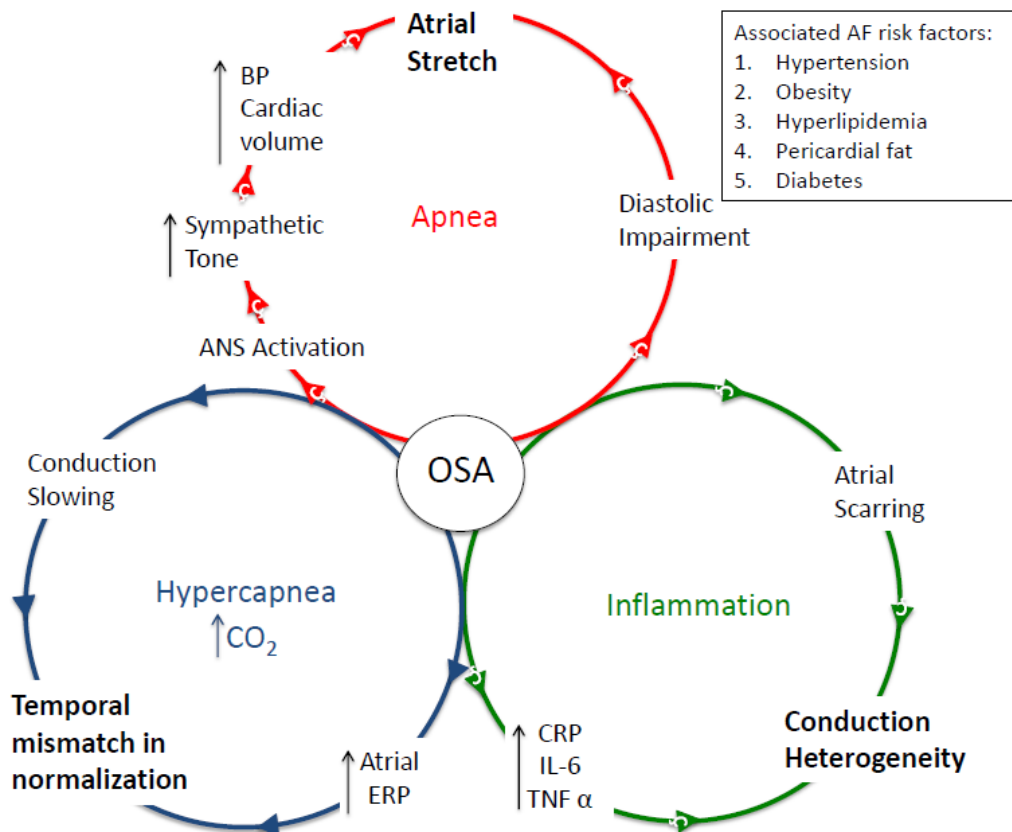 Atrial
Stretch
Associated AF risk factors:
1. Hypertension
2. Obesity
3. Hyperlipidemia
4. Pericardial fat
5. Diabetes
BP
Cardiac
volume
Sympathetic
Tone
Apnea
Diastolic
Impairment
ANS Activation
OSA
Conduction
Slowing
Atrial
Scarring
Hypercapnea
CO₂
Inflammation
Temporal
mismatch in
normalization
Atrial
ERP
CRP
IL-6
TNF α
Conduction
Heterogeneity